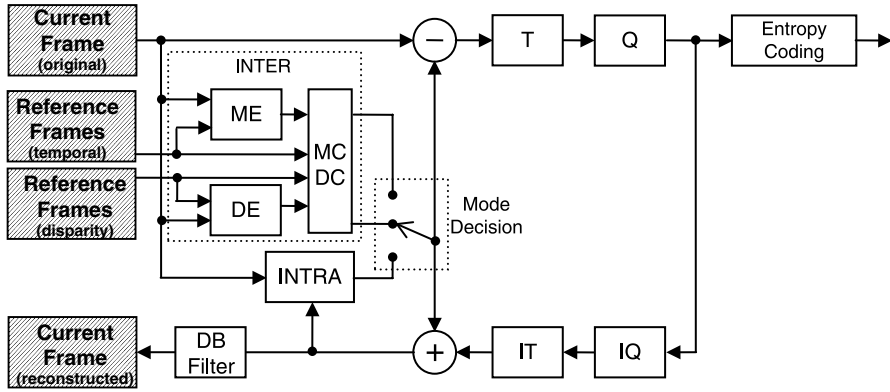 Current
Frame
(original)
−
T
Q
Entropy
Coding
INTER
Reference
Frames
(temporal)
ME
MC
DC
Reference
Frames
(disparity)
DE
Mode
Decision
INTRA
Current
Frame
(reconstructed)
DB
Filter
+
IT
IQ